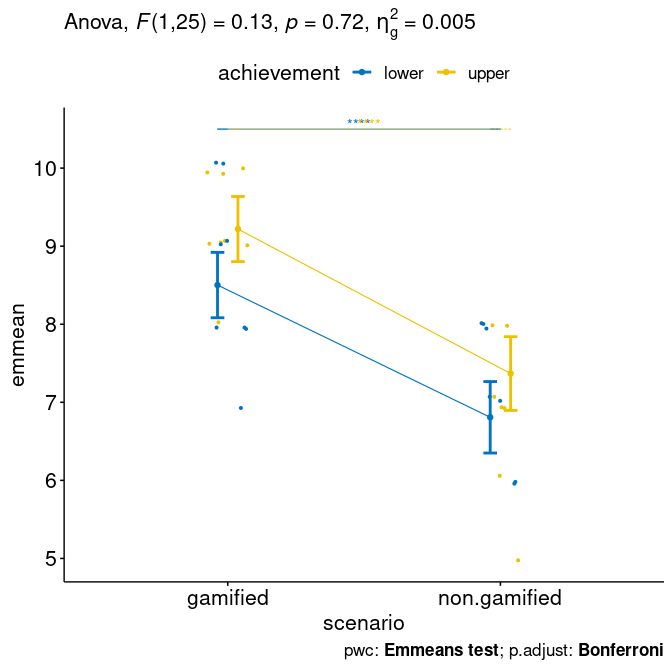 Anova, F(1,25) = 0.13, p = 0.72, η²g = 0.005
achievement lower upper
**** ****
10
9
8
7
6
5
emmean
gamified non.gamified
scenario
pwc: Emmeans test; p.adjust: Bonferroni